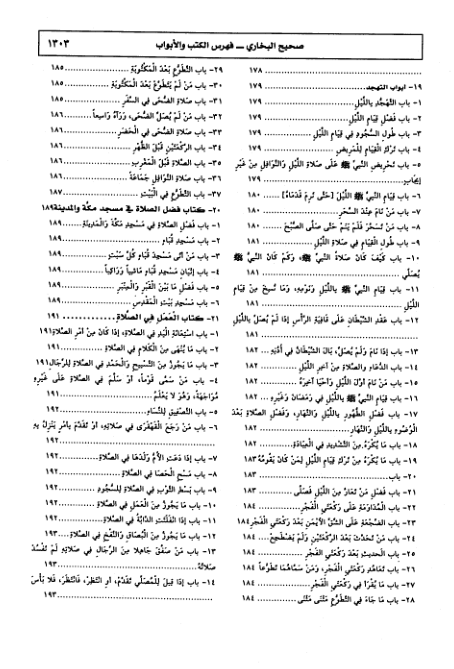 صحيح البخاري ــ فهرس الكتب والأبواب ١٣٠٣
١٧٨
١٩- أبواب التهجد ١٧٩
١- باب التَّهَجُّدِ بِاللَّيْلِ ١٧٩
٢- باب فَضْلِ قِيَامِ اللَّيْلِ ١٧٩
٣- باب طُولِ السُّجُودِ فِي قِيَامِ اللَّيْلِ ١٧٩
٤- باب تَرْكِ الْقِيَامِ لِلْمَرِيضِ ١٧٩
٥- باب تَحْرِيضِ النَّبِيِّ ﷺ عَلَى صَلَاةِ اللَّيْلِ وَالنَّوَافِلِ مِنْ غَيْرِ
إِيجَابٍ ١٧٩
٦- باب قِيَامِ النَّبِيِّ ﷺ اللَّيْلَ [حَتَّى تَرِمَ قَدَمَاهُ] ١٨٠
٧- باب مَنْ نَامَ عِنْدَ السَّحَرِ ١٨٠
٨- باب مَنْ تَسَحَّرَ فَلَمْ يَنَمْ حَتَّى صَلَّى الصُّبْحَ ١٨٠
٩- باب طُولِ الْقِيَامِ فِي صَلَاةِ اللَّيْلِ ١٨١
١٠- باب كَيْفَ كَانَ صَلَاةُ النَّبِيِّ ﷺ، وَكَمْ كَانَ النَّبِيُّ ﷺ
يُصَلِّي ١٨١
١١- باب قِيَامِ النَّبِيِّ ﷺ بِاللَّيْلِ وَنَوْمِهِ، وَمَا نُسِخَ مِنْ قِيَامِ
اللَّيْلِ ١٨١
١٢- باب عَقْدِ الشَّيْطَانِ عَلَى قَافِيَةِ الرَّأْسِ إِذَا لَمْ يُصَلِّ بِاللَّيْلِ
١٨١
١٣- باب إِذَا نَامَ وَلَمْ يُصَلِّ، بَالَ الشَّيْطَانُ فِي أُذُنِهِ ١٨٢
١٤- باب الدُّعَاءِ وَالصَّلَاةِ مِنْ آخِرِ اللَّيْلِ ١٨٢
١٥- باب مَنْ نَامَ أَوَّلَ اللَّيْلِ وَأَحْيَا آخِرَهُ ١٨٢
١٦- باب قِيَامِ النَّبِيِّ ﷺ بِاللَّيْلِ فِي رَمَضَانَ وَغَيْرِهِ ١٨٢
١٧- باب فَضْلِ الطُّهُورِ بِاللَّيْلِ وَالنَّهَارِ، وَفَضْلِ الصَّلَاةِ بَعْدَ
الْوُضُوءِ بِاللَّيْلِ وَالنَّهَارِ ١٨٢
١٨- باب مَا يُكْرَهُ مِنَ التَّشْدِيدِ فِي الْعِبَادَةِ ١٨٢
١٩- باب مَا يُكْرَهُ مِنْ تَرْكِ قِيَامِ اللَّيْلِ لِمَنْ كَانَ يَقُومُهُ ١٨٣
٢٠- باب ١٨٣
٢١- باب فَضْلِ مَنْ تَعَارَّ مِنَ اللَّيْلِ فَصَلَّى ١٨٣
٢٢- باب الْمُدَاوَمَةِ عَلَى رَكْعَتَيِ الْفَجْرِ ١٨٣
٢٣- باب الضَّجْعَةِ عَلَى الشِّقِّ الْأَيْمَنِ بَعْدَ رَكْعَتَيِ الْفَجْرِ ١٨٤
٢٤- باب مَنْ تَحَدَّثَ بَعْدَ الرَّكْعَتَيْنِ وَلَمْ يَضْطَجِعْ ١٨٤
٢٥- باب الْحَدِيثِ بَعْدَ رَكْعَتَيِ الْفَجْرِ ١٨٤
٢٦- باب تَعَاهُدِ رَكْعَتَيِ الْفَجْرِ، وَمَنْ سَمَّاهُمَا تَطَوُّعًا ١٨٤
٢٧- باب مَا يُقْرَأُ فِي رَكْعَتَيِ الْفَجْرِ ١٨٤
٢٨- باب مَا جَاءَ فِي التَّطَوُّعِ مَثْنَى مَثْنَى ١٨٤
٢٩- باب التَّطَوُّعِ بَعْدَ الْمَكْتُوبَةِ ١٨٥
٣٠- باب مَنْ لَمْ يَتَطَوَّعْ بَعْدَ الْمَكْتُوبَةِ ١٨٥
٣١- باب صَلَاةِ الضُّحَى فِي السَّفَرِ ١٨٥
٣٢- باب مَنْ لَمْ يُصَلِّ الضُّحَى، وَرَآهُ وَاسِعًا ١٨٦
٣٣- باب صَلَاةِ الضُّحَى فِي الْحَضَرِ ١٨٦
٣٤- باب الرَّكْعَتَيْنِ قَبْلَ الظُّهْرِ ١٨٦
٣٥- باب الصَّلَاةِ قَبْلَ الْمَغْرِبِ ١٨٦
٣٦- باب صَلَاةِ النَّوَافِلِ جَمَاعَةً ١٨٦
٣٧- باب التَّطَوُّعِ فِي الْبَيْتِ ١٨٧
٢٠- كتاب فضل الصلاة في مسجد مكة والمدينة ١٨٩
١- باب فَضْلِ الصَّلَاةِ فِي مَسْجِدِ مَكَّةَ وَالْمَدِينَةِ ١٨٩
٢- باب مَسْجِدِ قُبَاءٍ ١٨٩
٣- باب مَنْ أَتَى مَسْجِدَ قُبَاءٍ كُلَّ سَبْتٍ ١٨٩
٤- باب إِتْيَانِ مَسْجِدِ قُبَاءٍ مَاشِيًا وَرَاكِبًا ١٨٩
٥- باب فَضْلِ مَا بَيْنَ الْقَبْرِ وَالْمِنْبَرِ ١٨٩
٦- باب مَسْجِدِ بَيْتِ الْمَقْدِسِ ١٨٩
٢١- كتاب العَمَلِ في الصلاة ١٩١
١- باب اسْتِعَانَةِ الْيَدِ فِي الصَّلَاةِ، إِذَا كَانَ مِنْ أَمْرِ الصَّلَاةِ ١٩١
٢- باب مَا يُنْهَى مِنَ الْكَلَامِ فِي الصَّلَاةِ ١٩١
٣- باب مَا يَجُوزُ مِنَ التَّسْبِيحِ وَالْحَمْدِ فِي الصَّلَاةِ لِلرِّجَالِ ١٩١
٤- باب مَنْ سَمَّى قَوْمًا، أَوْ سَلَّمَ فِي الصَّلَاةِ عَلَى غَيْرِهِ
مُوَاجَهَةً، وَهُوَ لَا يَعْلَمُ ١٩١
٥- باب التَّصْفِيقِ لِلنِّسَاءِ ١٩٢
٦- باب مَنْ رَجَعَ الْقَهْقَرَى فِي صَلَاتِهِ، أَوْ تَقَدَّمَ بِأَمْرٍ يَنْزِلُ بِهِ
١٩٢
٧- باب إِذَا دَعَتِ الْأُمُّ وَلَدَهَا فِي الصَّلَاةِ ١٩٢
٨- باب مَسْحِ الْحَصَا فِي الصَّلَاةِ ١٩٢
٩- باب بَسْطِ الثَّوْبِ فِي الصَّلَاةِ لِلسُّجُودِ ١٩٢
١٠- باب مَا يَجُوزُ مِنَ الْعَمَلِ فِي الصَّلَاةِ ١٩٢
١١- باب إِذَا انْفَلَتَتِ الدَّابَّةُ فِي الصَّلَاةِ ١٩٢
١٢- باب مَا يَجُوزُ مِنَ الْبُصَاقِ وَالنَّفْخِ فِي الصَّلَاةِ ١٩٣
١٣- باب مَنْ صَفَّقَ جَاهِلًا مِنَ الرِّجَالِ فِي صَلَاتِهِ لَمْ تَفْسُدْ
صَلَاتُهُ ١٩٣
١٤- باب إِذَا قِيلَ لِلْمُصَلِّي تَقَدَّمْ، أَوِ انْتَظِرْ، فَانْتَظَرَ، فَلَا بَأْسَ
١٩٣